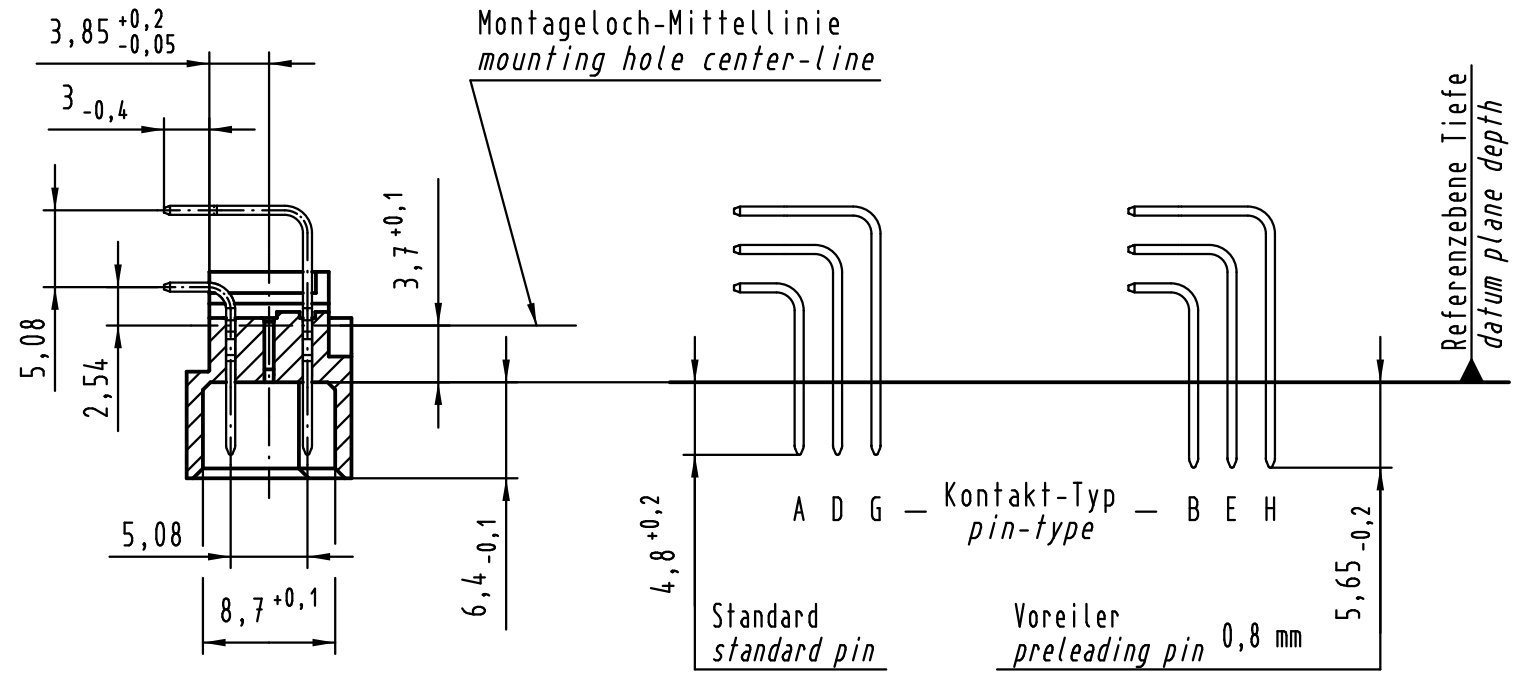 3,85 +0,2 -0,05
Montageloch-Mittellinie
mounting hole center-line
3 -0,4
3,7 +0,1
Referenzebene Tiefe
datum plane depth
5,08
2,54
A D G — Kontakt-Typ — B E H
pin-type
5,08
8,7 +0,1
6,4 -0,1
4,8 +0,2
5,65 -0,2
Standard
standard pin
Voreiler
preleading pin 0,8 mm